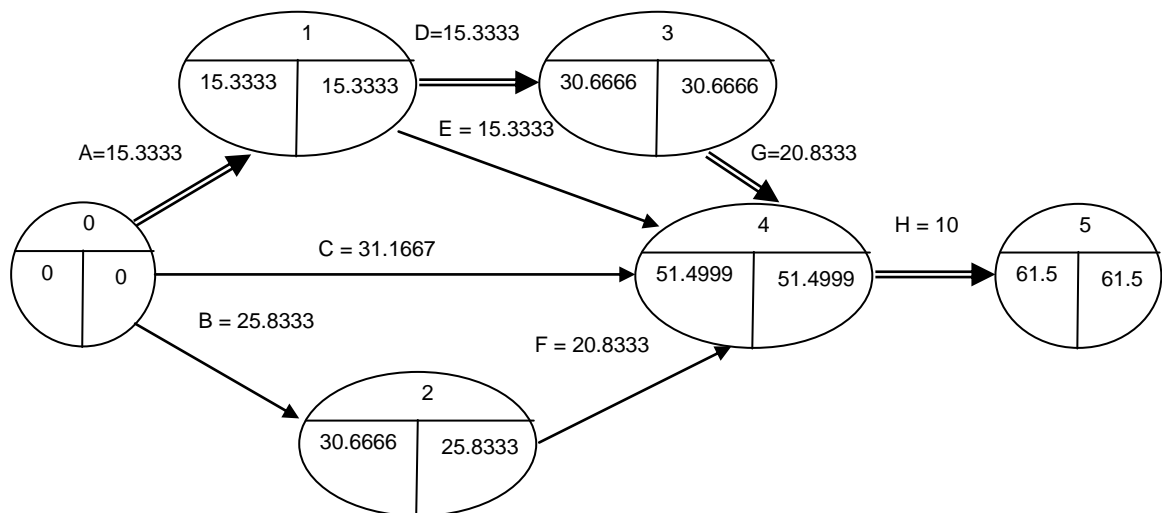 1
D=15.3333
3
15.3333
15.3333
30.6666
30.6666
E = 15.3333
A=15.3333
G=20.8333
0
0
0
C = 31.1667
4
51.4999
51.4999
H = 10
5
61.5
61.5
B = 25.8333
F = 20.8333
2
30.6666
25.8333